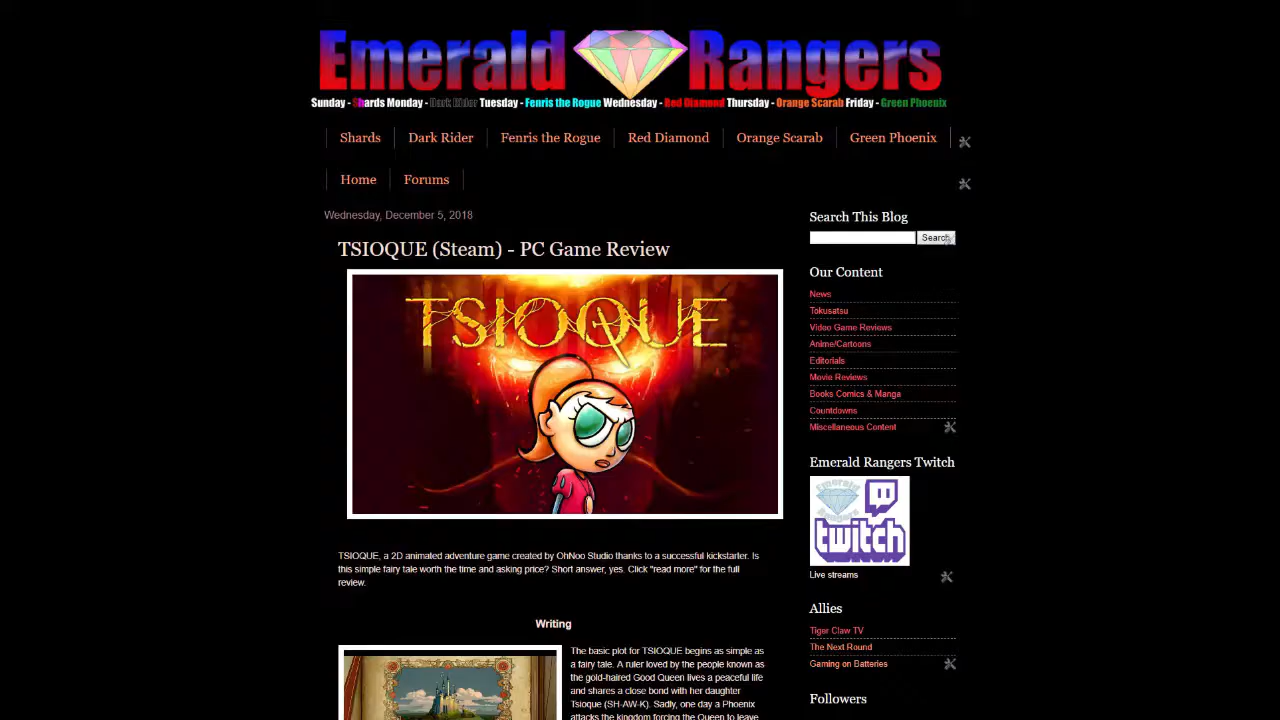 Emerald Rangers
Sunday - Shards Monday - Dark Rider Tuesday - Fenris the Rogue Wednesday - Red Diamond Thursday - Orange Scarab Friday - Green Phoenix
Shards Dark Rider Fenris the Rogue Red Diamond Orange Scarab Green Phoenix
Home Forums
Wednesday, December 5, 2018
TSIOQUE (Steam) - PC Game Review
TSIOQUE
TSIOQUE, a 2D animated adventure game created by OhNoo Studio thanks to a successful kickstarter. Is
this simple fairy tale worth the time and asking price? Short answer, yes. Click "read more" for the full
review.
Writing
The basic plot for TSIOQUE begins as simple as
a fairy tale. A ruler loved by the people known as
the gold-haired Good Queen lives a peaceful life
and shares a close bond with her daughter
Tsioque (SH-AW-K). Sadly, one day a Phoenix
attacks the kingdom forcing the Queen to leave
Search This Blog
Search
Our Content
News
Tokusatsu
Video Game Reviews
Anime/Cartoons
Editorials
Movie Reviews
Books Comics & Manga
Countdowns
Miscellaneous Content
Emerald Rangers Twitch
Emerald
Rangers
twitch
Live streams
Allies
Tiger Claw TV
The Next Round
Gaming on Batteries
Followers